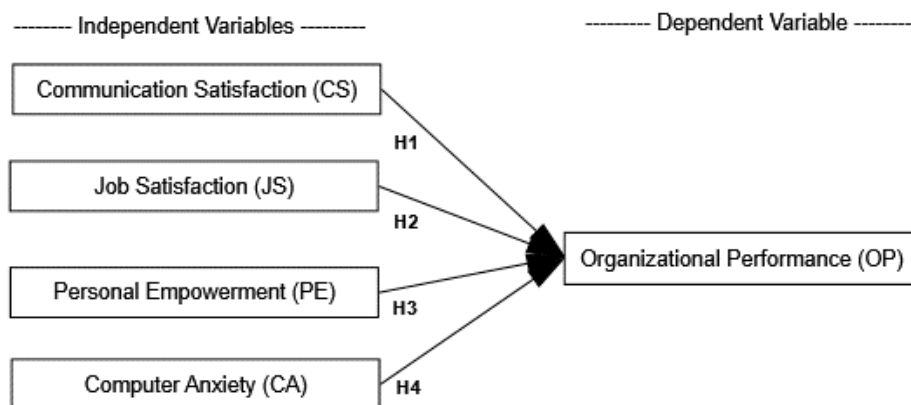 -------- Independent Variables ---------
-------- Dependent Variable --------
Communication Satisfaction (CS)
H1
Job Satisfaction (JS)
H2
Organizational Performance (OP)
Personal Empowerment (PE)
H3
Computer Anxiety (CA)
H4